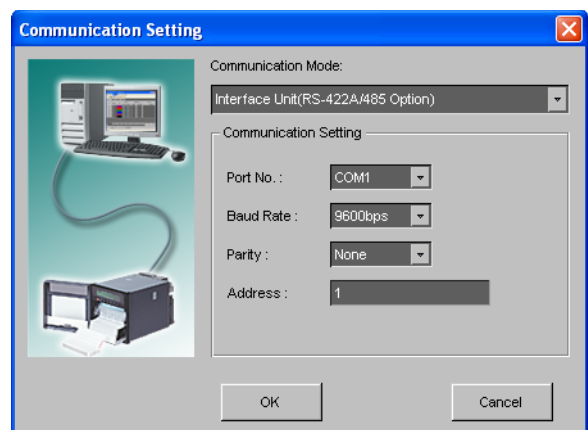 Communication Setting
Communication Mode:
Interface Unit(RS-422A/485 Option)
Communication Setting
Port No. : COM1
Baud Rate : 9600bps
Parity : None
Address : 1
OK Cancel